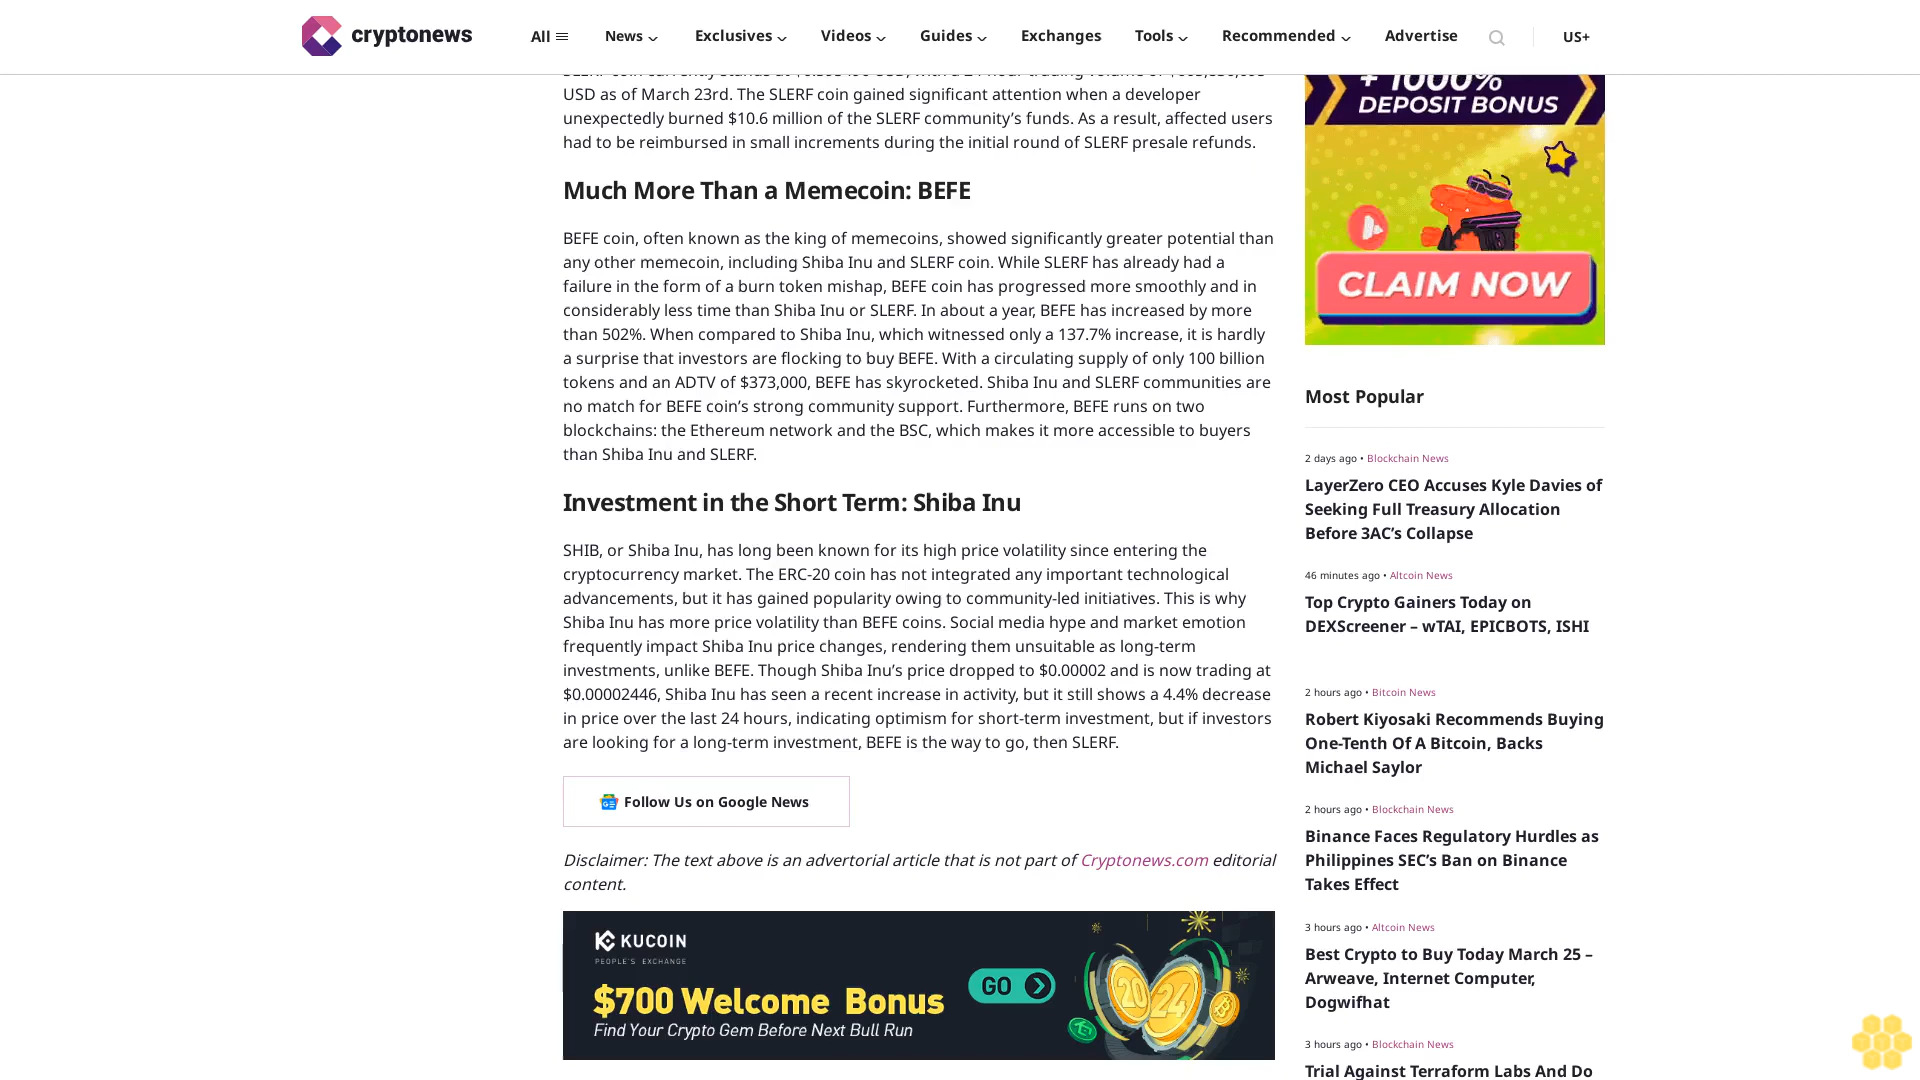 cryptonews
All
News
Exclusives
Videos
Guides
Exchanges
Tools
Recommended
Advertise
US+
USD as of March 23rd. The SLERF coin gained significant attention when a developer
unexpectedly burned $10.6 million of the SLERF community’s funds. As a result, affected users
had to be reimbursed in small increments during the initial round of SLERF presale refunds.
Much More Than a Memecoin: BEFE
BEFE coin, often known as the king of memecoins, showed significantly greater potential than
any other memecoin, including Shiba Inu and SLERF coin. While SLERF has already had a
failure in the form of a burn token mishap, BEFE coin has progressed more smoothly and in
considerably less time than Shiba Inu or SLERF. In about a year, BEFE has increased by more
than 502%. When compared to Shiba Inu, which witnessed only a 137.7% increase, it is hardly
a surprise that investors are flocking to buy BEFE. With a circulating supply of only 100 billion
tokens and an ADTV of $373,000, BEFE has skyrocketed. Shiba Inu and SLERF communities are
no match for BEFE coin’s strong community support. Furthermore, BEFE runs on two
blockchains: the Ethereum network and the BSC, which makes it more accessible to buyers
than Shiba Inu and SLERF.
Investment in the Short Term: Shiba Inu
SHIB, or Shiba Inu, has long been known for its high price volatility since entering the
cryptocurrency market. The ERC-20 coin has not integrated any important technological
advancements, but it has gained popularity owing to community-led initiatives. This is why
Shiba Inu has more price volatility than BEFE coins. Social media hype and market emotion
frequently impact Shiba Inu price changes, rendering them unsuitable as long-term
investments, unlike BEFE. Though Shiba Inu’s price dropped to $0.00002 and is now trading at
$0.00002446, Shiba Inu has seen a recent increase in activity, but it still shows a 4.4% decrease
in price over the last 24 hours, indicating optimism for short-term investment, but if investors
are looking for a long-term investment, BEFE is the way to go, then SLERF.
Follow Us on Google News
Disclaimer: The text above is an advertorial article that is not part of Cryptonews.com editorial
content.
KUCOIN
PEOPLE'S EXCHANGE
$700 Welcome Bonus
Find Your Crypto Gem Before Next Bull Run
GO
2024
+ 1000%
DEPOSIT BONUS
CLAIM NOW
Most Popular
2 days ago • Blockchain News
LayerZero CEO Accuses Kyle Davies of
Seeking Full Treasury Allocation
Before 3AC’s Collapse
46 minutes ago • Altcoin News
Top Crypto Gainers Today on
DEXScreener – wTAI, EPICBOTS, ISHI
2 hours ago • Bitcoin News
Robert Kiyosaki Recommends Buying
One-Tenth Of A Bitcoin, Backs
Michael Saylor
2 hours ago • Blockchain News
Binance Faces Regulatory Hurdles as
Philippines SEC’s Ban on Binance
Takes Effect
3 hours ago • Altcoin News
Best Crypto to Buy Today March 25 –
Arweave, Internet Computer,
Dogwifhat
3 hours ago • Blockchain News
Trial Against Terraform Labs And Do